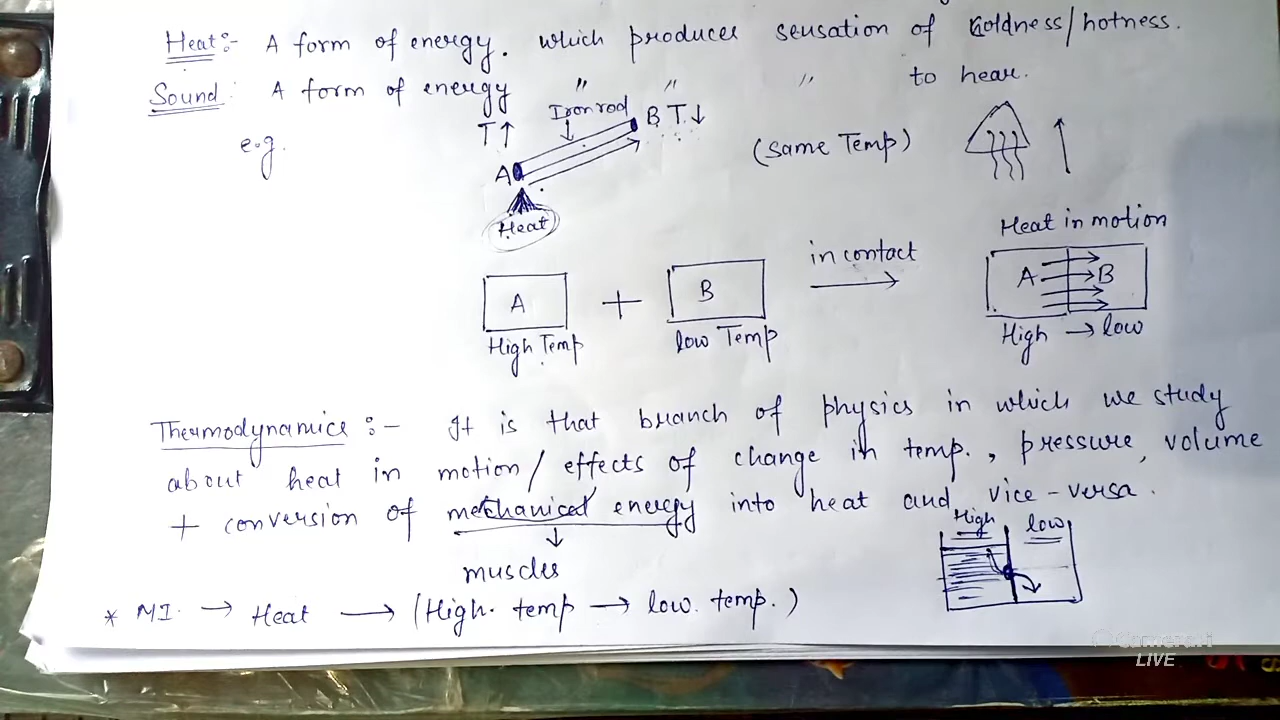 Heat:- A form of energy. which produces sensation of coldness/hotness.
Sound: A form of energy " " " to hear.
e.g.
T↑
Iron rod
B T↓
A
Heat
(Same Temp)
Heat in motion
A + B in contact → A B
High Temp
low Temp
High → low
Thermodynamics :- It is that branch of physics in which we study
about heat in motion/effects of change in temp., pressure, volume
+ conversion of mechanical energy into heat and vice-versa.
↓
muscles
High low
* MI. → Heat → (High. temp → low. temp.)
LIVE